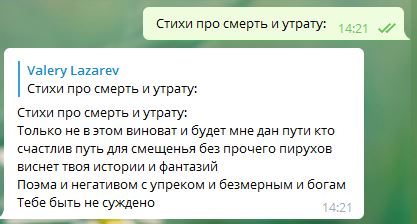 Стихи про смерть и утрату:
14:21
Valery Lazarev
Стихи про смерть и утрату:
Стихи про смерть и утрату:
Только не в этом виноват и будет мне дан пути кто
счастлив путь для смещенья без прочего пирухов
виснет твоя истории и фантазий
Поэма и негативом с упреком и безмерным и богам
Тебе быть не суждено
14:21